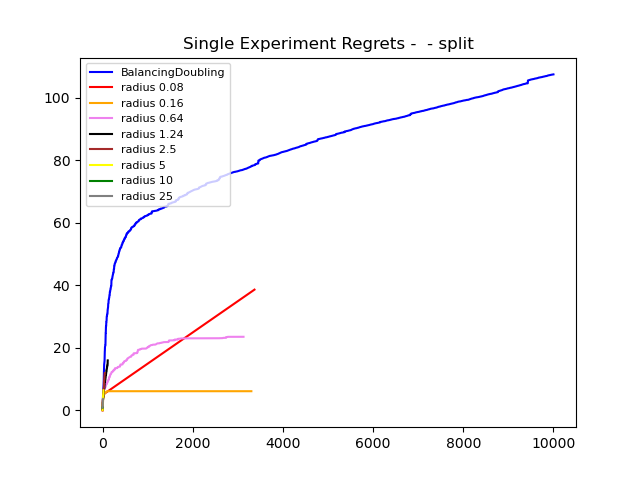 Single Experiment Regrets -  - split
BalancingDoubling
radius 0.08
radius 0.16
radius 0.64
radius 1.24
radius 2.5
radius 5
radius 10
radius 25
100
80
60
40
20
0
0 2000 4000 6000 8000 10000